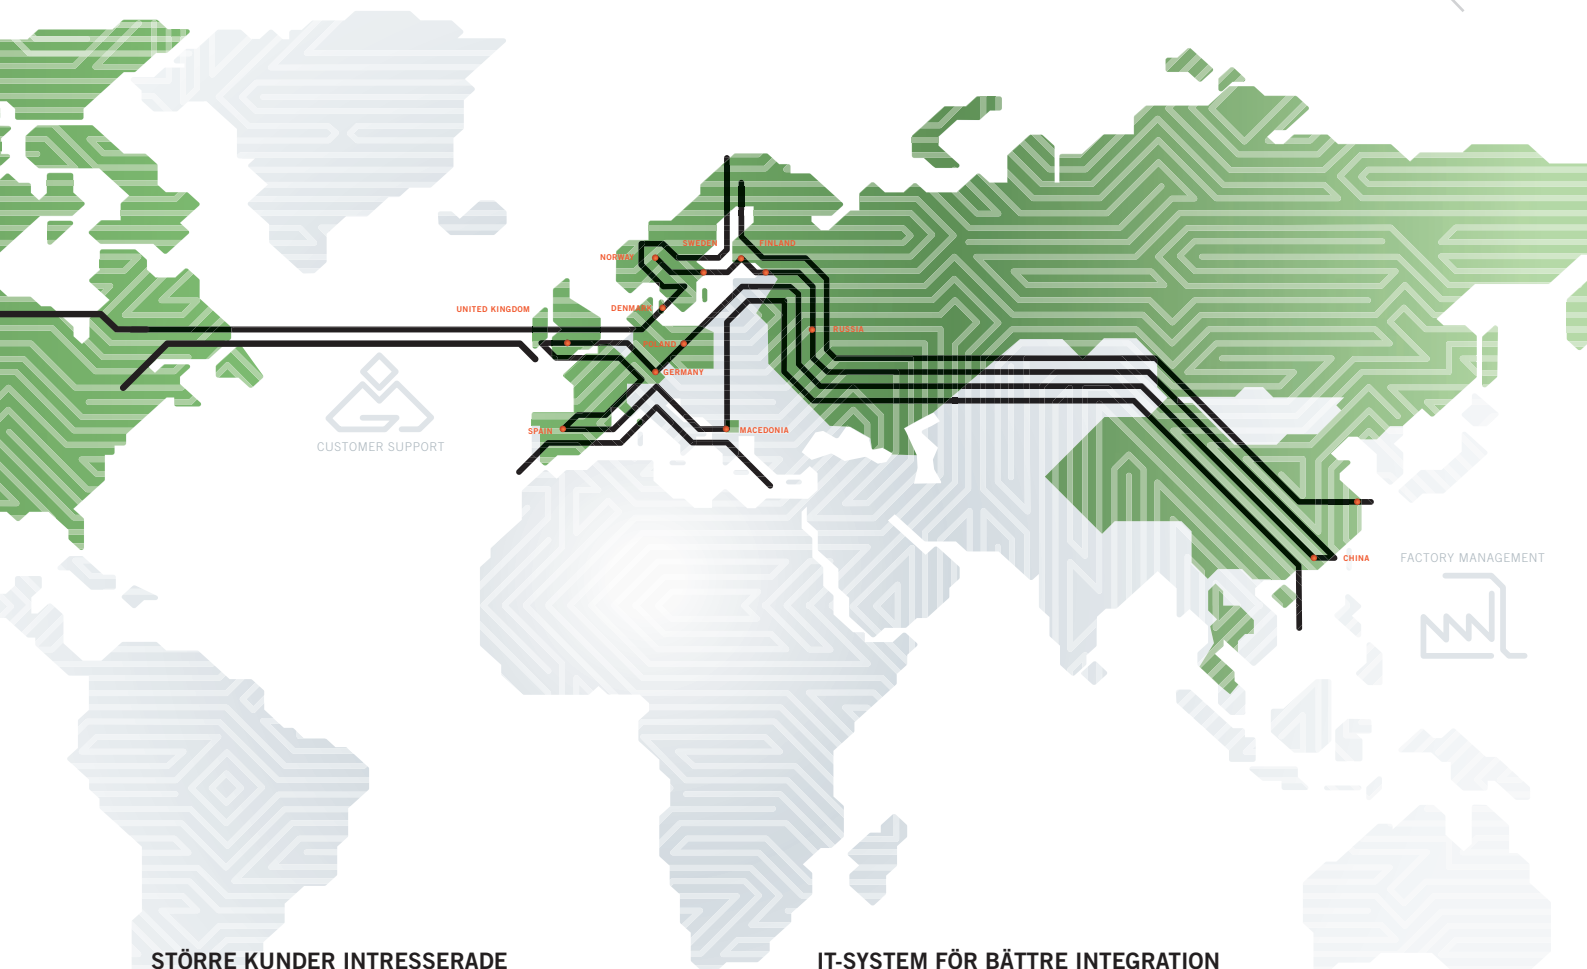 SWEDEN
FINLAND
NORWAY
UNITED KINGDOM
DENMARK
RUSSIA
POLAND
GERMANY
SPAIN
MACEDONIA
CUSTOMER SUPPORT
CHINA
FACTORY MANAGEMENT
STÖRRE KUNDER INTRESSERADE
IT-SYSTEM FÖR BÄTTRE INTEGRATION